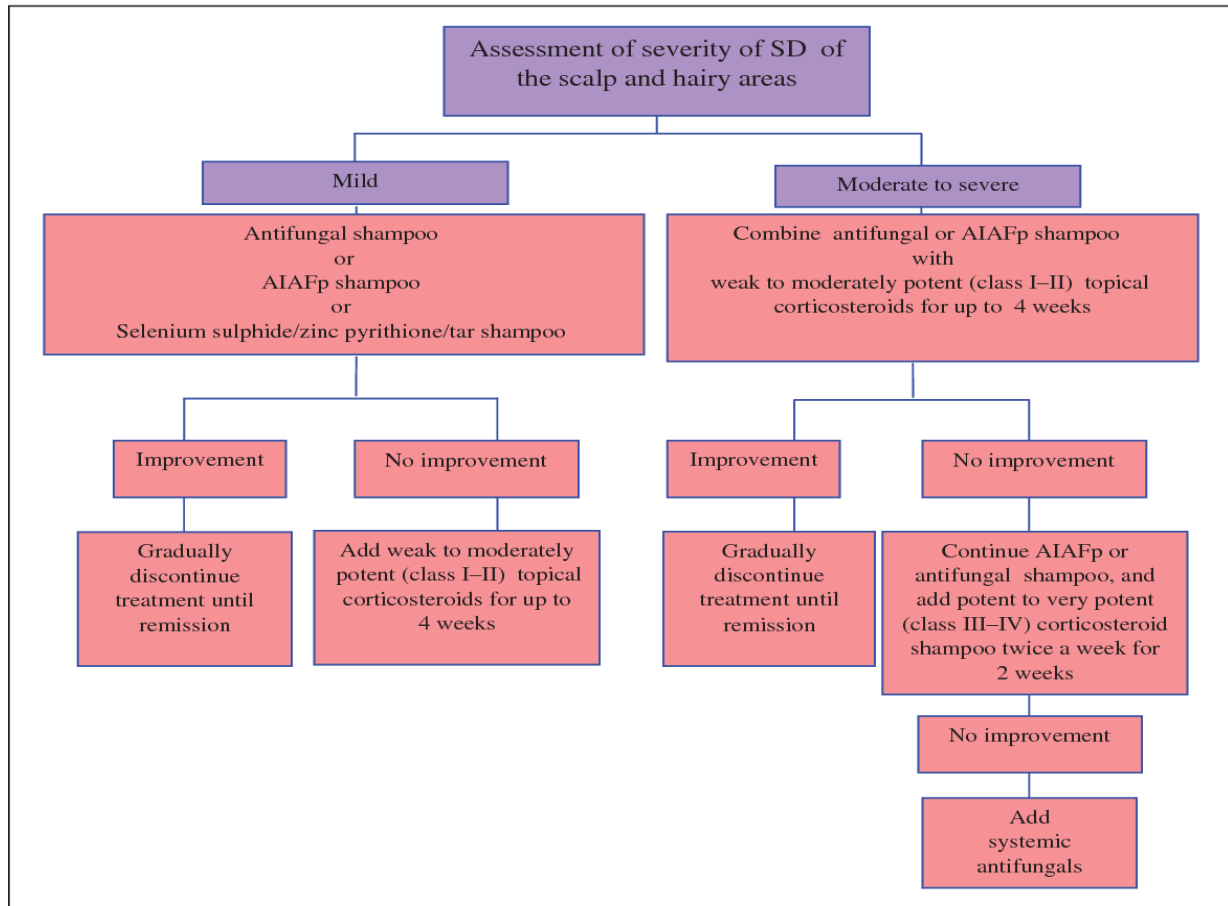 Assessment of severity of SD of
the scalp and hairy areas
Mild
Moderate to severe
Antifungal shampoo
or
AIAFp shampoo
or
Selenium sulphide/zinc pyrithione/tar shampoo
Combine antifungal or AIAFp shampoo
with
weak to moderately potent (class I–II) topical
corticosteroids for up to 4 weeks
Improvement
No improvement
Improvement
No improvement
Gradually
discontinue
treatment until
remission
Add weak to moderately
potent (class I–II) topical
corticosteroids for up to
4 weeks
Gradually
discontinue
treatment until
remission
Continue AIAFp or
antifungal shampoo, and
add potent to very potent
(class III–IV) corticosteroid
shampoo twice a week for
2 weeks
No improvement
Add
systemic
antifungals